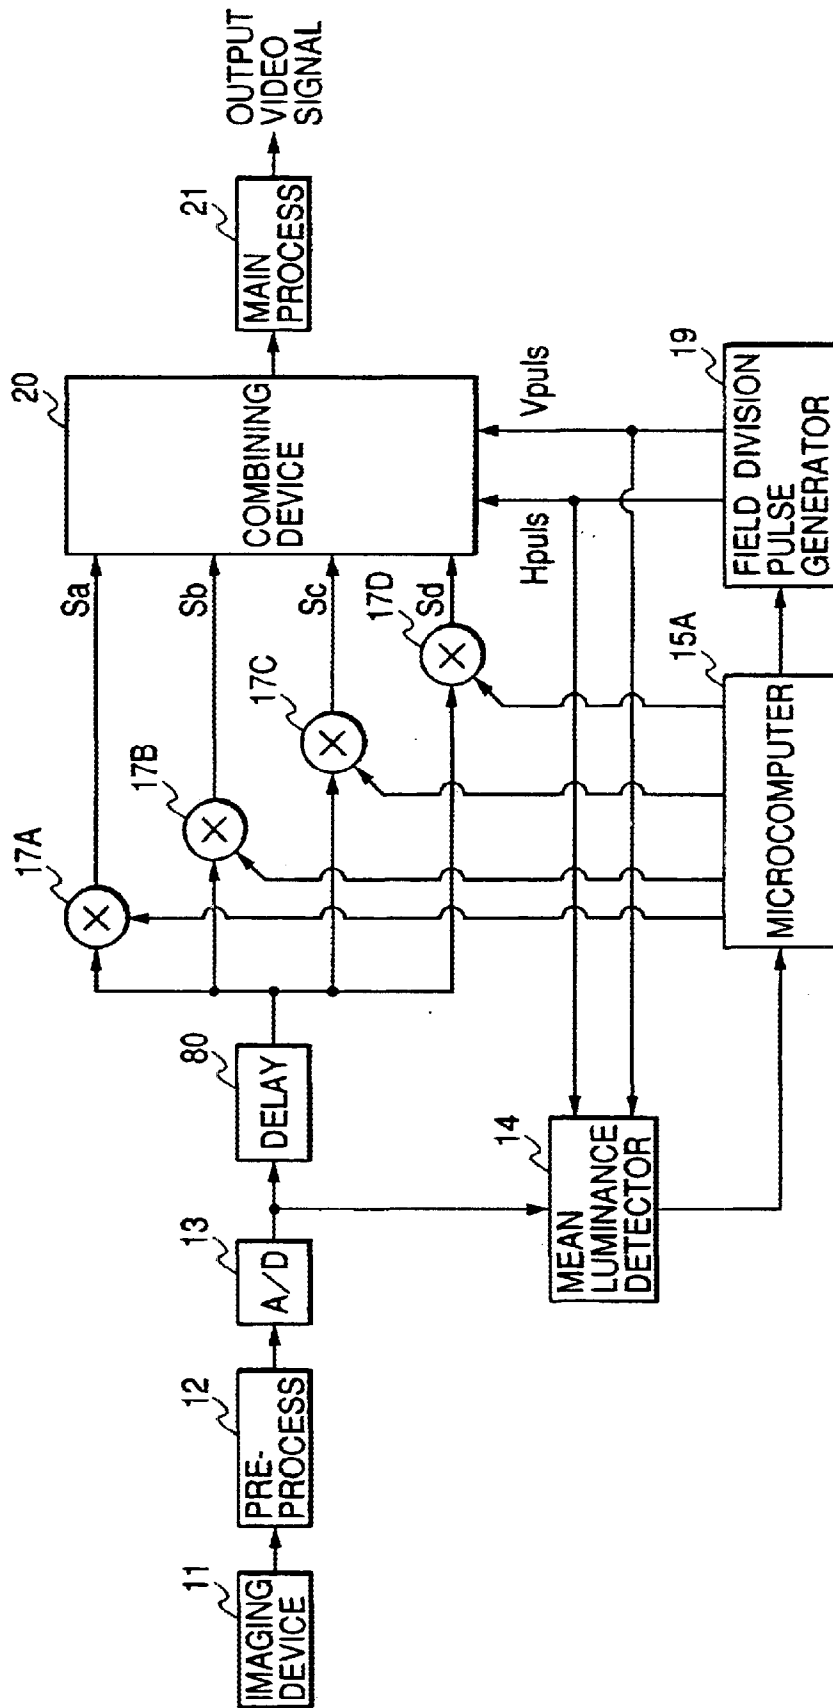 11
IMAGING
DEVICE
12
PRE-
PROCESS
13
A/D
80
DELAY
14
MEAN
LUMINANCE
DETECTOR
17A
17B
17C
17D
Sa
Sb
Sc
Sd
20
COMBINING
DEVICE
21
MAIN
PROCESS
OUTPUT
VIDEO
SIGNAL
Hpuls
Vpuls
15A
MICROCOMPUTER
19
FIELD DIVISION
PULSE
GENERATOR